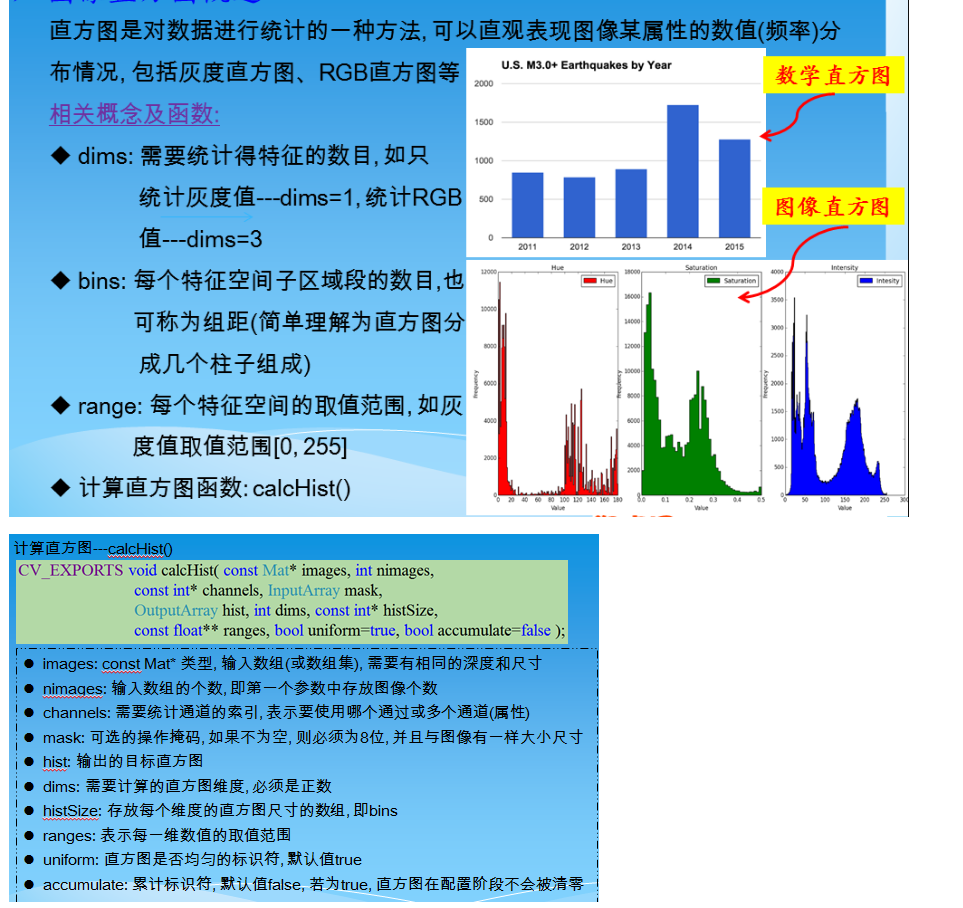 直方图是对数据进行统计的一种方法,可以直观表现图像某属性的数值(频率)分
布情况,包括灰度直方图、RGB直方图等
相关概念及函数:
◆ dims: 需要统计得特征的数目,如只
统计灰度值---dims=1,统计RGB
值---dims=3
◆ bins: 每个特征空间子区域段的数目,也
可称为组距(简单理解为直方图分
成几个柱子组成)
◆ range: 每个特征空间的取值范围,如灰
度值取值范围[0, 255]
◆ 计算直方图函数: calcHist()
U.S. M3.0+ Earthquakes by Year
2000
1500
1000
500
0
2011 2012 2013 2014 2015
数学直方图
图像直方图
Hue
Hue
12000
10000
8000
6000
4000
2000
0
Frequency
0 20 40 60 80 100 120 140 160 180
Value
Saturation
Saturation
18000
16000
14000
12000
10000
8000
6000
4000
2000
0
Frequency
0.0 0.1 0.2 0.3 0.4 0.5
Value
Intensity
Intesity
4000
3500
3000
2500
2000
1500
1000
500
0
Frequency
0 50 100 150 200 250 300
Value
计算直方图---calcHist()
CV_EXPORTS void calcHist( const Mat* images, int nimages,
const int* channels, InputArray mask,
OutputArray hist, int dims, const int* histSize,
const float** ranges, bool uniform=true, bool accumulate=false );
● images: const Mat* 类型, 输入数组(或数组集), 需要有相同的深度和尺寸
● nimages: 输入数组的个数, 即第一个参数中存放图像个数
● channels: 需要统计通道的索引, 表示要使用哪个通过或多个通道(属性)
● mask: 可选的操作掩码, 如果不为空, 则必须为8位, 并且与图像有一样大小尺寸
● hist: 输出的目标直方图
● dims: 需要计算的直方图维度, 必须是正数
● histSize: 存放每个维度的直方图尺寸的数组, 即bins
● ranges: 表示每一维数值的取值范围
● uniform: 直方图是否均匀的标识符, 默认值true
● accumulate: 累计标识符, 默认值false, 若为true, 直方图在配置阶段不会被清零